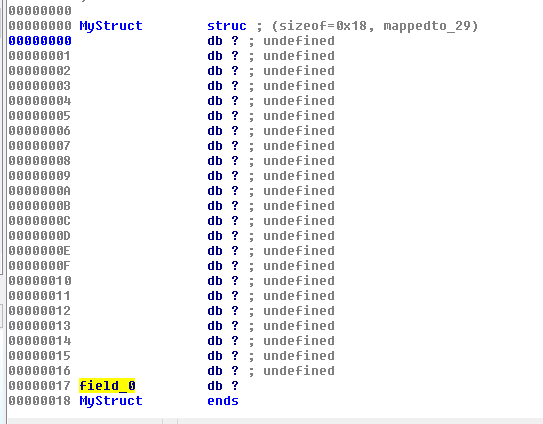 00000000
00000000 MyStruct struc ; (sizeof=0x18, mappedto_29)
00000000 db ? ; undefined
00000001 db ? ; undefined
00000002 db ? ; undefined
00000003 db ? ; undefined
00000004 db ? ; undefined
00000005 db ? ; undefined
00000006 db ? ; undefined
00000007 db ? ; undefined
00000008 db ? ; undefined
00000009 db ? ; undefined
0000000A db ? ; undefined
0000000B db ? ; undefined
0000000C db ? ; undefined
0000000D db ? ; undefined
0000000E db ? ; undefined
0000000F db ? ; undefined
00000010 db ? ; undefined
00000011 db ? ; undefined
00000012 db ? ; undefined
00000013 db ? ; undefined
00000014 db ? ; undefined
00000015 db ? ; undefined
00000016 db ? ; undefined
00000017 field_0 db ?
00000018 MyStruct ends